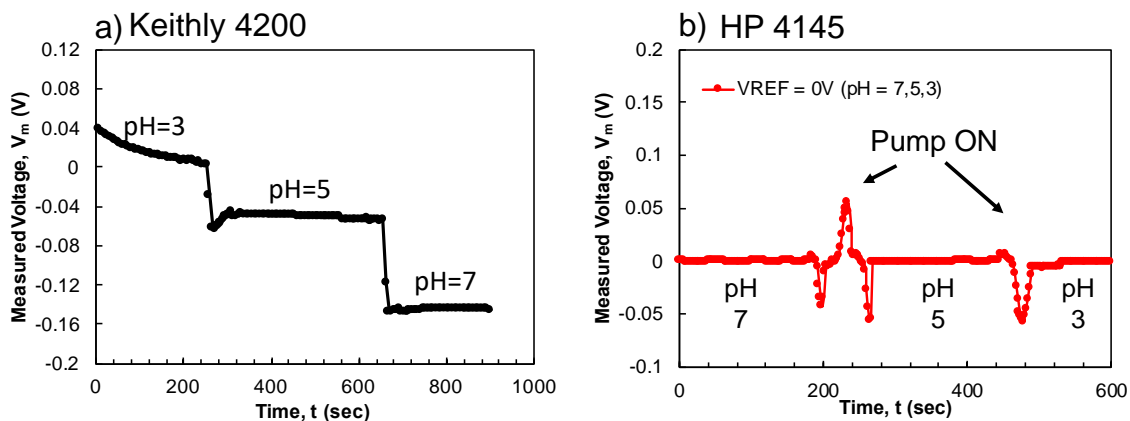 a) Keithly 4200
0.12
0.08
0.04
0
-0.04
-0.08
-0.12
-0.16
-0.2
Measured Voltage, Vm (V)
pH=3
pH=5
pH=7
0
200
400
600
800
1000
Time, t (sec)
b) HP 4145
0.2
0.15
0.1
0.05
0
-0.05
-0.1
Measured Voltage, Vm (V)
VREF = 0V (pH = 7,5,3)
Pump ON
pH
7
pH
5
pH
3
0
200
400
600
Time, t (sec)